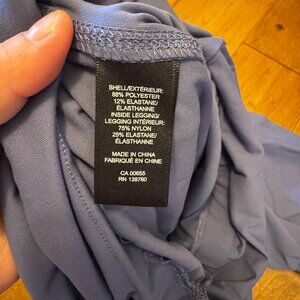 SHELL/EXTÉRIEUR:
88% POLYESTER
12% ELASTANE/
ÉLASTHANNE
INSIDE LEGGING/
LEGGING INTÉRIEUR:
75% NYLON
25% ELASTANE/
ÉLASTHANNE
MADE IN CHINA
FABRIQUÉ EN CHINE
CA 00655
RN 138760